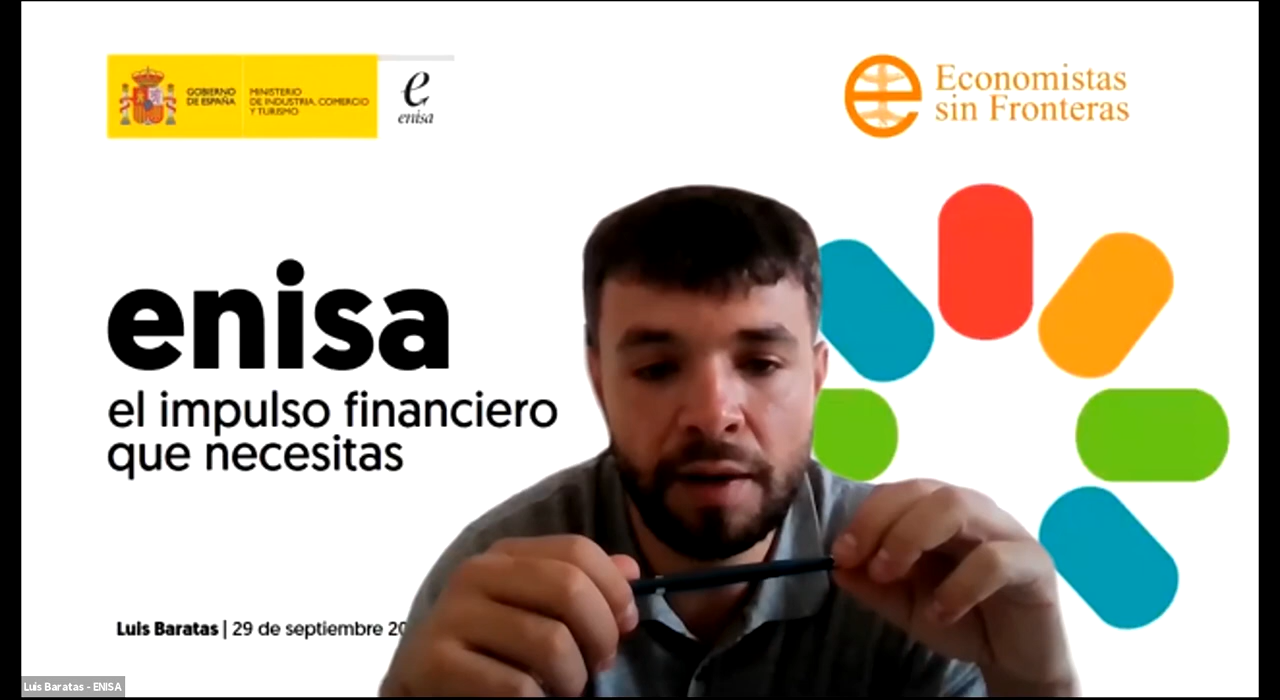 GOBIERNO
DE ESPAÑA
MINISTERIO
DE INDUSTRIA, COMERCIO
Y TURISMO
e
enisa
Economistas
sin Fronteras
enisa
el impulso financiero
que necesitas
Luis Baratas | 29 de septiembre 20
Luis Baratas - ENISA